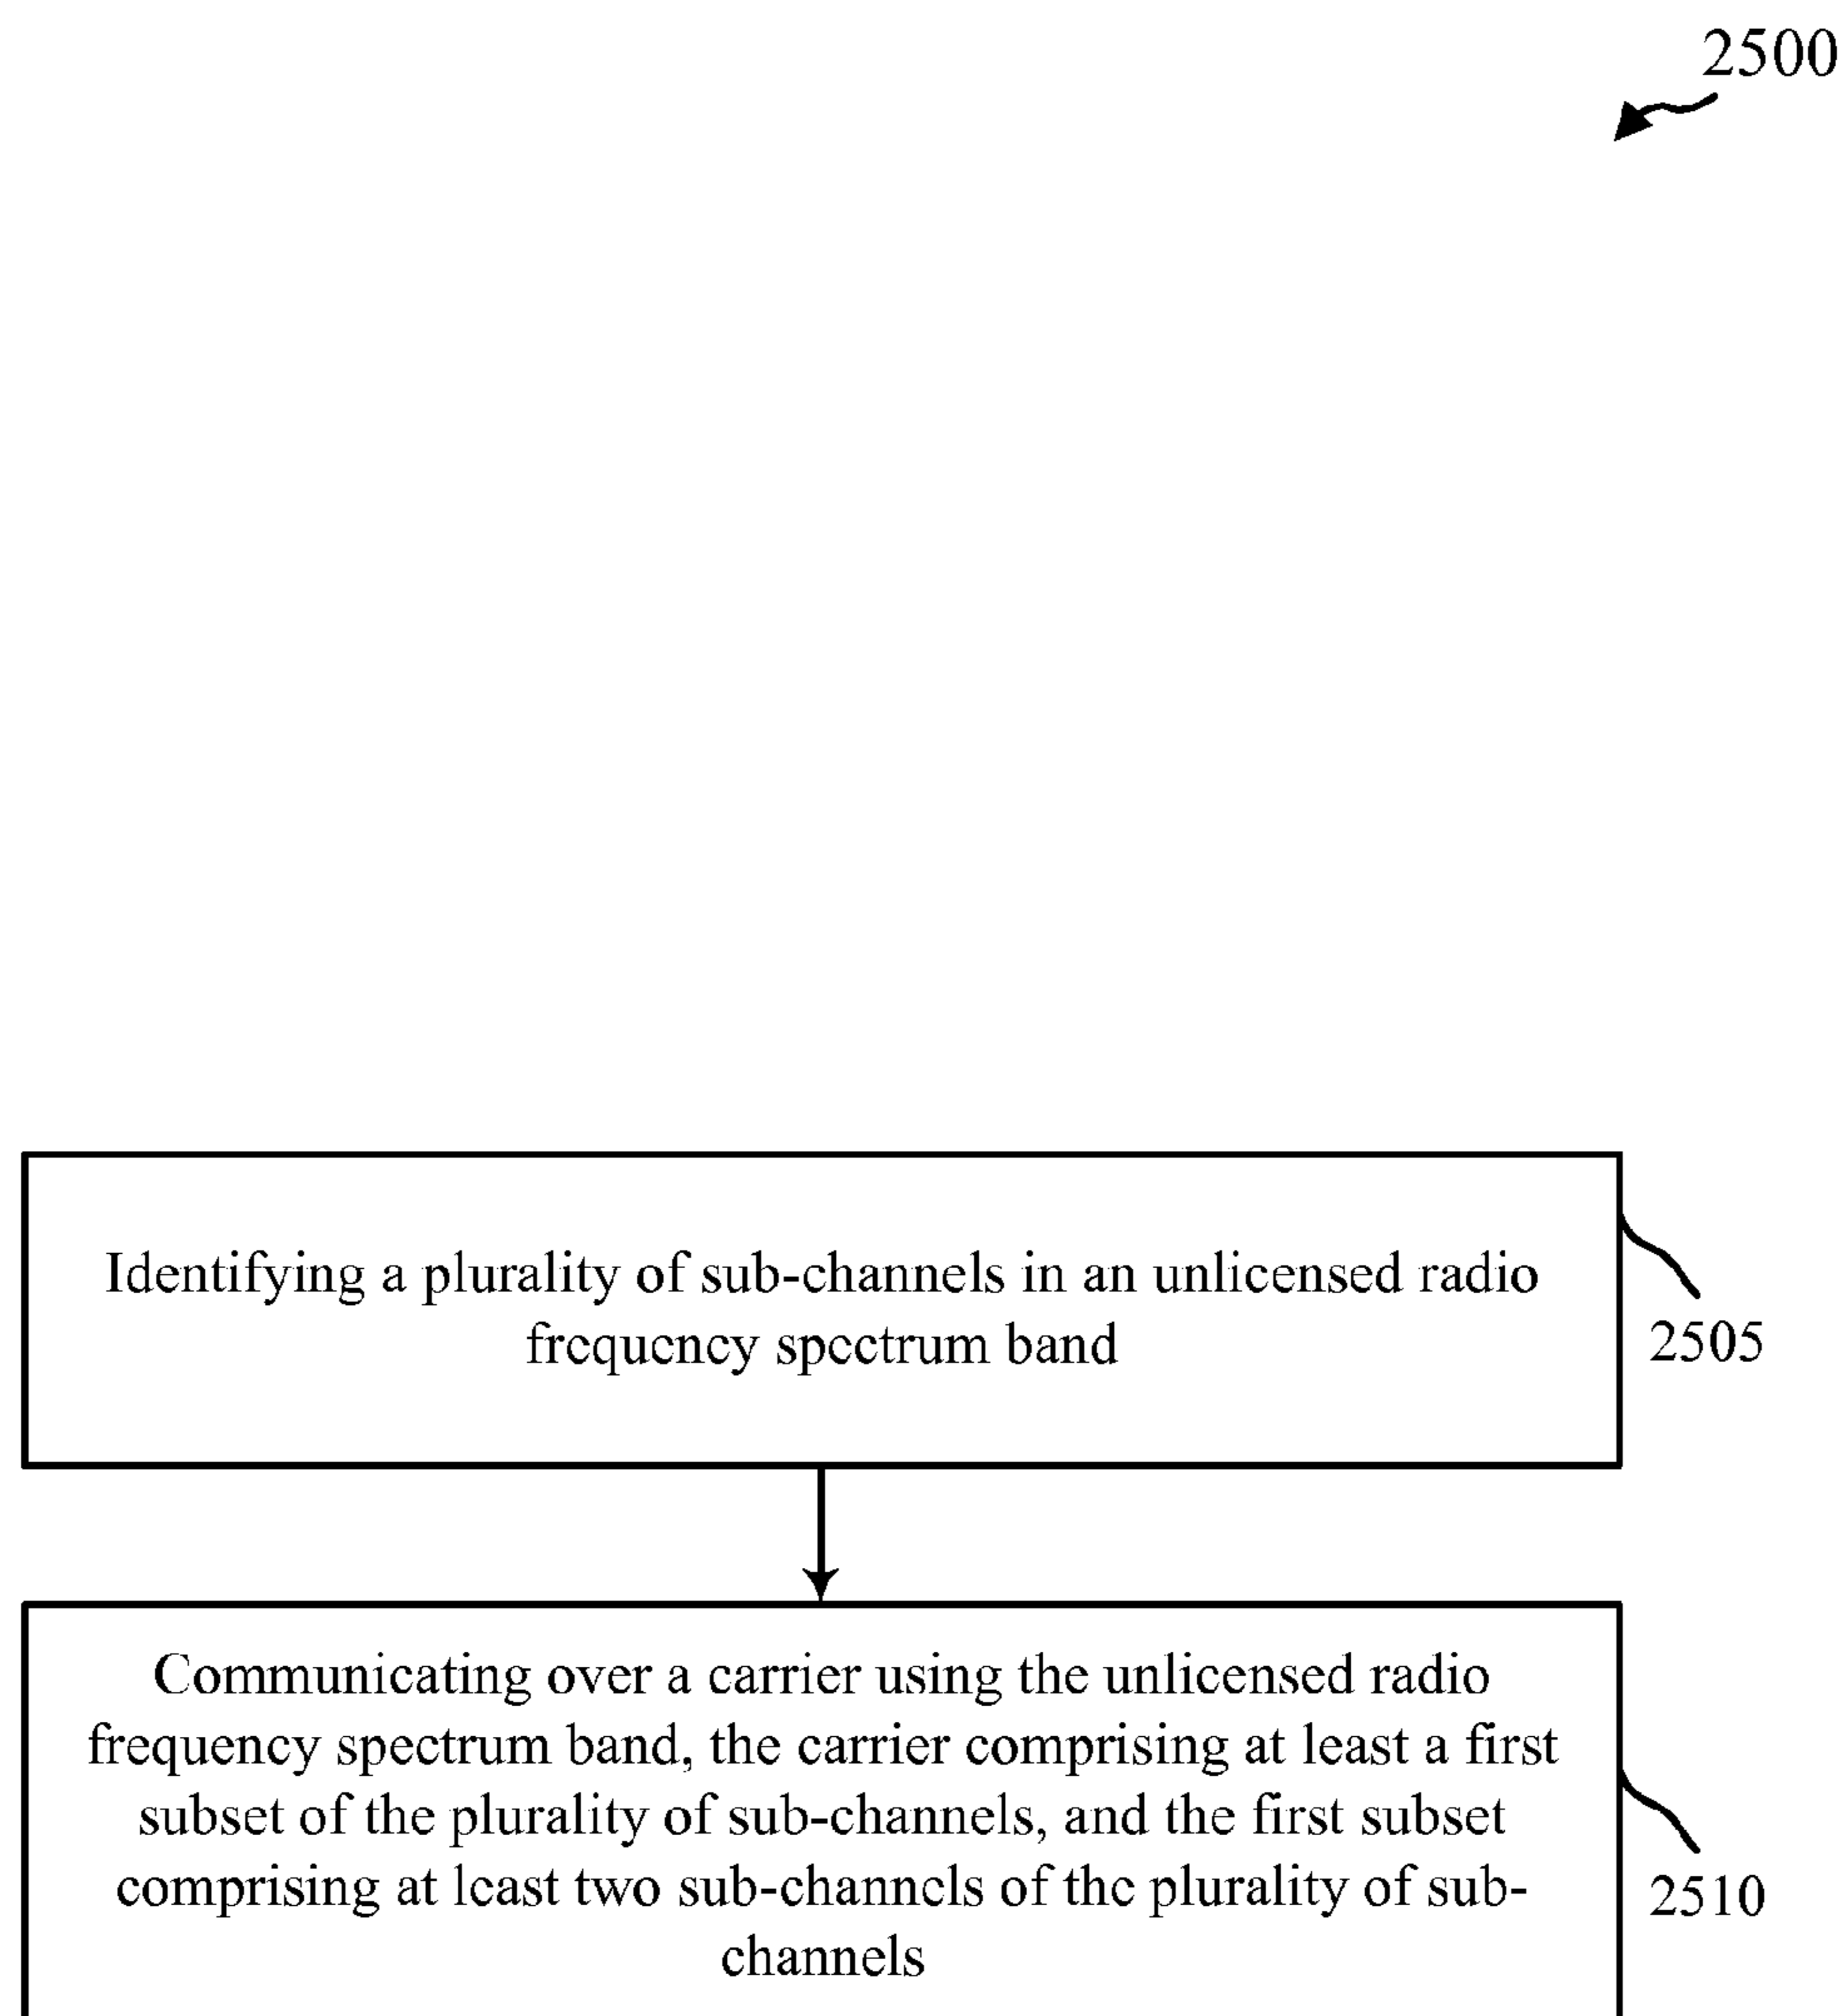 2500
Identifying a plurality of sub-channels in an unlicensed radio
frequency spectrum band
2505
Communicating over a carrier using the unlicensed radio
frequency spectrum band, the carrier comprising at least a first
subset of the plurality of sub-channels, and the first subset
comprising at least two sub-channels of the plurality of sub-
channels
2510